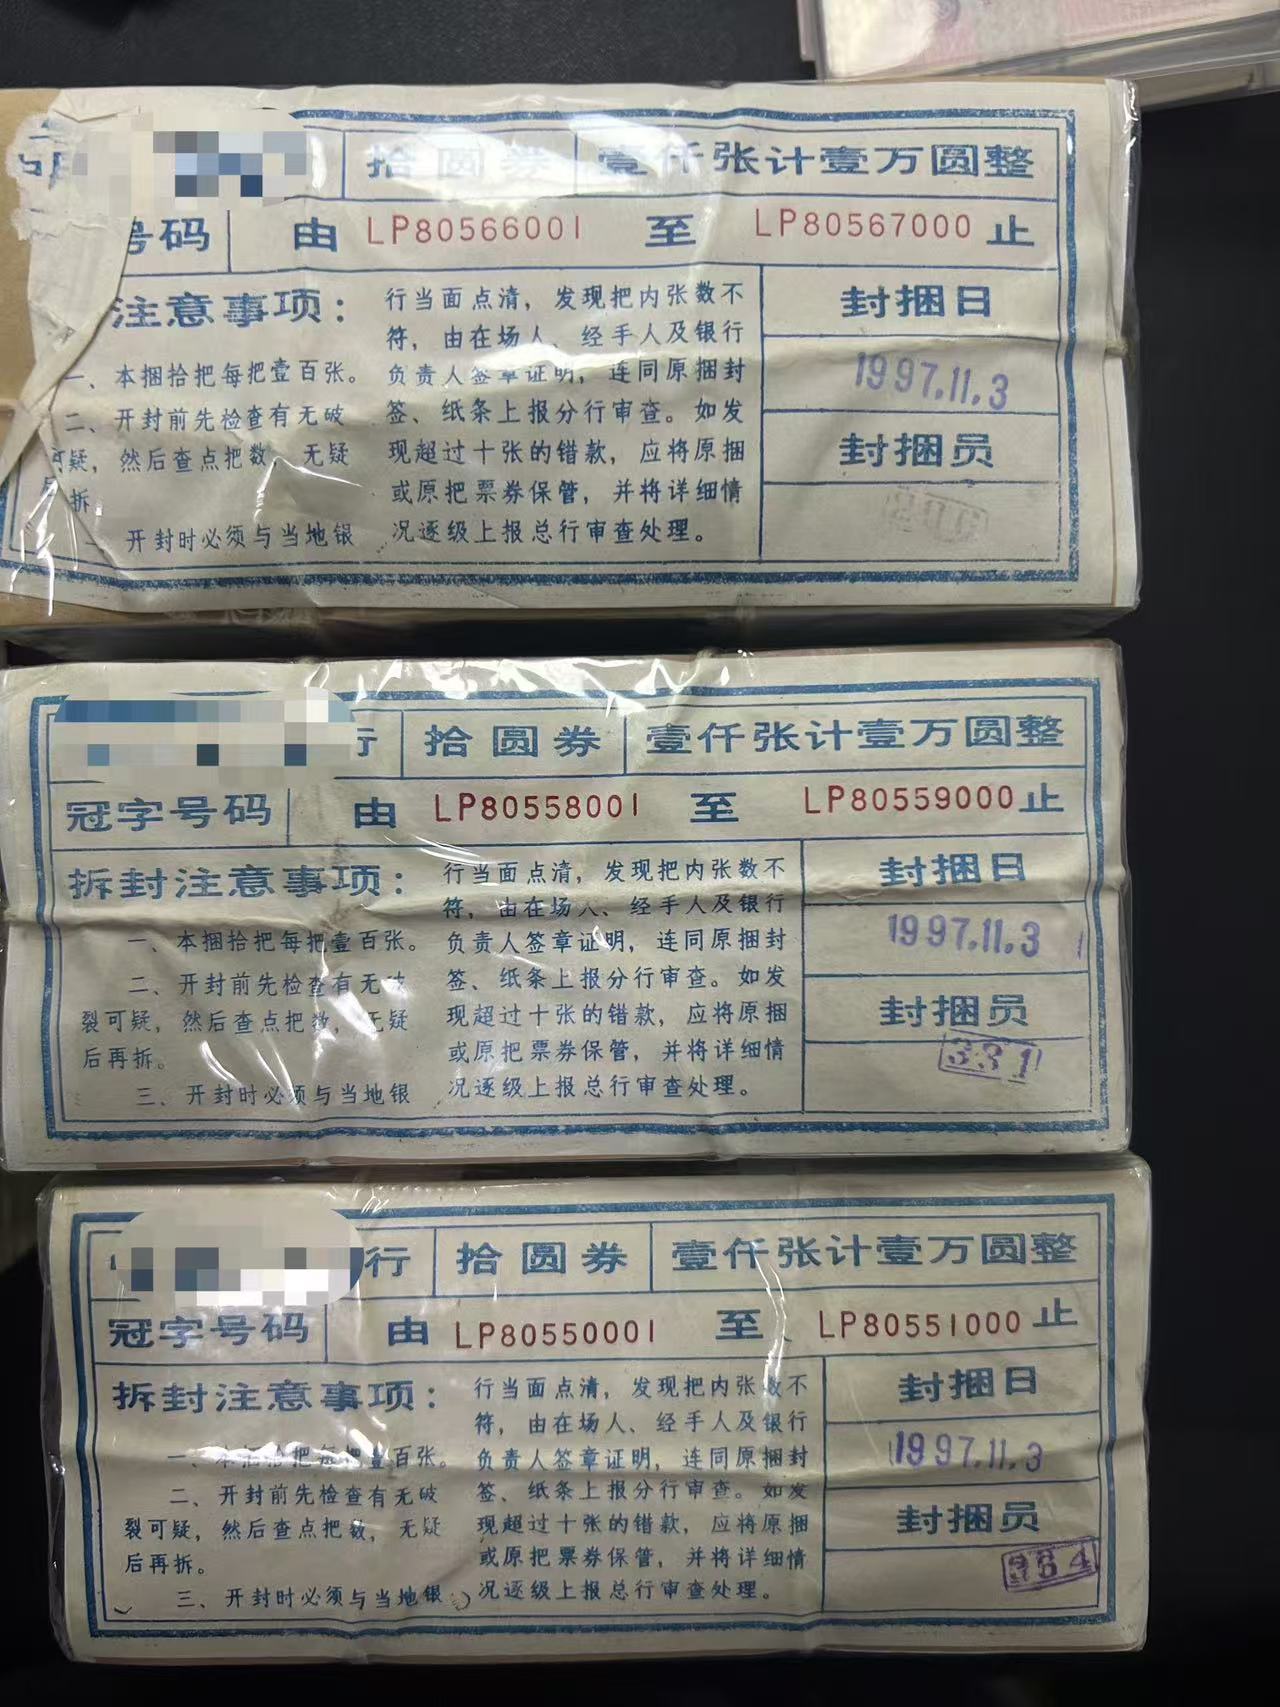 拾圆券 壹仟张计壹万圆整
号码 由 LP80566001 至 LP80567000 止
注意事项：
一、本捆拾把每把壹百张。
二、开封前先检查有无破
可疑，然后查点把数，无疑
拆
开封时必须与当地银
行当面点清，发现把内张数不
符，由在场人、经手人及银行
负责人签章证明，连同原捆封
签、纸条上报分行审查。如发
现超过十张的错款，应将原捆
或原把票券保管，并将详细情
况逐级上报总行审查处理。
封捆日
1997.11.3
封捆员
行 拾圆券 壹仟张计壹万圆整
冠字号码 由 LP80558001 至 LP80559000 止
拆封注意事项：
一、本捆拾把每把壹百张。
二、开封前先检查有无破
裂可疑，然后查点把数，无疑
后再拆。
三、开封时必须与当地银
行当面点清，发现把内张数不
符，由在场人、经手人及银行
负责人签章证明，连同原捆封
签、纸条上报分行审查。如发
现超过十张的错款，应将原捆
或原把票券保管，并将详细情
况逐级上报总行审查处理。
封捆日
1997.11.3
封捆员
331
行 拾圆券 壹仟张计壹万圆整
冠字号码 由 LP80550001 至 LP80551000 止
拆封注意事项：
一、本捆拾把每把壹百张。
二、开封前先检查有无破
裂可疑，然后查点把数，无疑
后再拆。
三、开封时必须与当地银
行当面点清，发现把内张数不
符，由在场人、经手人及银行
负责人签章证明，连同原捆封
签、纸条上报分行审查。如发
现超过十张的错款，应将原捆
或原把票券保管，并将详细情
况逐级上报总行审查处理。
封捆日
1997.11.3
封捆员